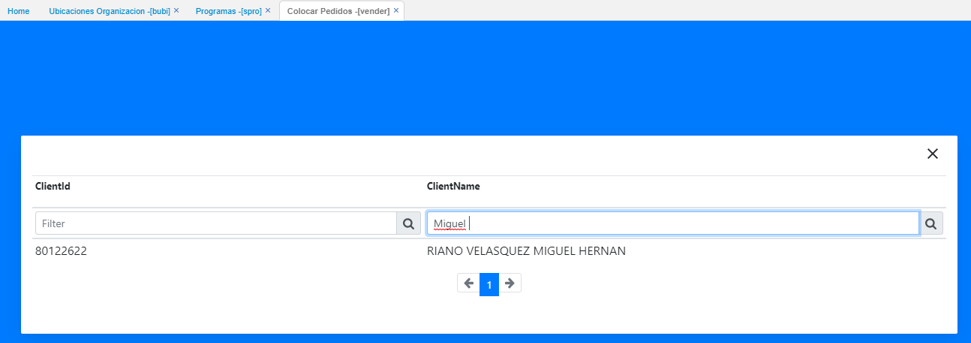 Home Ubicaciones Organizacion -[bubi] × Programas -[spro] × Colocar Pedidos -[vender] ×
ClientId ClientName
Filter Miguel
80122622 RIANO VELASQUEZ MIGUEL HERNAN
1